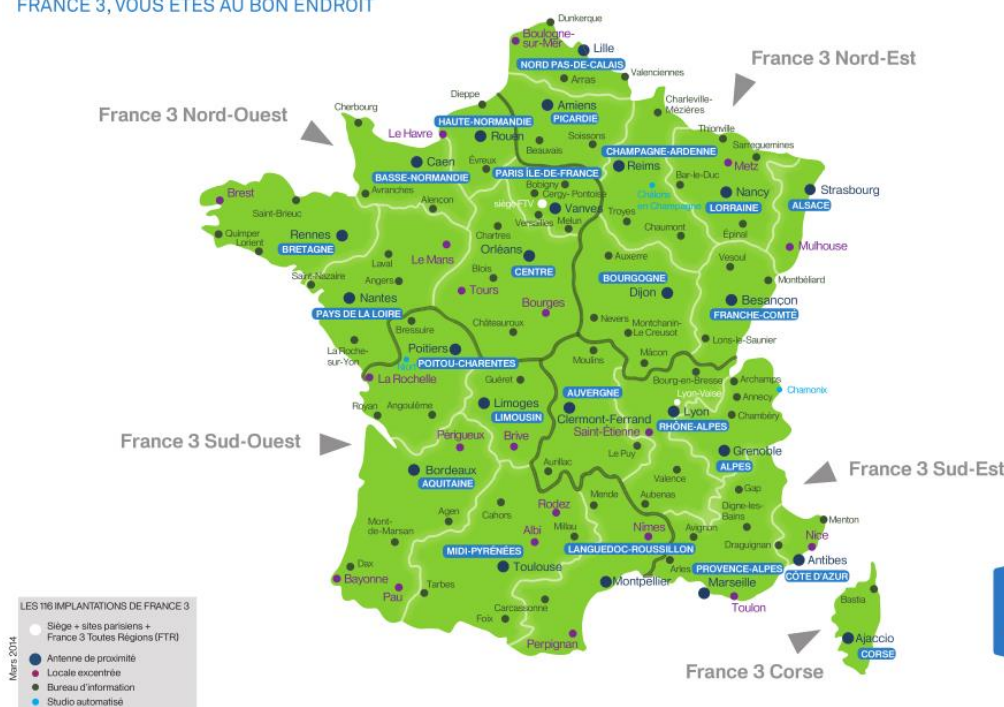 FRANCE 3, VOUS ÊTES AU BON ENDROIT
Dunkerque
Boulogne-
sur-Mer
Lille
NORD PAS-DE-CALAIS
Arras
Valenciennes
France 3 Nord-Est
France 3 Nord-Ouest
Cherbourg
Dieppe
Amiens
PICARDIE
Charleville-
Mézières
HAUTE-NORMANDIE
Le Havre
Rouen
Beauvais
Soissons
Thionville
Sarreguemines
CHAMPAGNE-ARDENNE
Reims
Metz
Caen
BASSE-NORMANDIE
Évreux
PARIS ÎLE-DE-FRANCE
Bobigny
Cergy-Pontoise
siège FTV
Vanves
Versailles
Melun
Châlons
en Champagne
Bar-le-Duc
Nancy
LORRAINE
Strasbourg
ALSACE
Brest
Saint-Brieuc
Avranches
Alençon
Chartres
Troyes
Chaumont
Épinal
Quimper
Lorient
Rennes
BRETAGNE
Laval
Le Mans
Orléans
CENTRE
Auxerre
Vesoul
Mulhouse
Montbéliard
Saint-Nazaire
Angers
Blois
Tours
BOURGOGNE
Dijon
Besançon
FRANCHE-COMTÉ
Nantes
PAYS DE LA LOIRE
Bressuire
Bourges
Châteauroux
Nevers
Montchanin-
Le Creusot
Lons-le-Saunier
La Roche-
sur-Yon
Poitiers
POITOU-CHARENTES
Niort
Moulins
Mâcon
Bourg-en-Bresse
Archamps
Annecy
Chamonix
La Rochelle
Guéret
AUVERGNE
Clermont-Ferrand
Lyon-Vaise
Lyon
RHÔNE-ALPES
Chambéry
Royan
Angoulême
Limoges
LIMOUSIN
Saint-Étienne
Le Puy
Grenoble
ALPES
France 3 Sud-Ouest
Périgueux
Brive
France 3 Sud-Est
Bordeaux
AQUITAINE
Aurillac
Valence
Gap
Digne-les-
Bains
Mende
Aubenas
Agen
Cahors
Rodez
Mont-
de-Marsan
Albi
Millau
Nîmes
Avignon
Menton
Nice
Draguignan
MIDI-PYRÉNÉES
Toulouse
LANGUEDOC-ROUSSILLON
Arles
PROVENCE-ALPES
Antibes
CÔTE D'AZUR
Dax
Bayonne
Pau
Tarbes
Montpellier
Marseille
Toulon
Carcassonne
Foix
Perpignan
Bastia
Ajaccio
CORSE
France 3 Corse
LES 116 IMPLANTATIONS DE FRANCE 3
Siège + sites parisiens +
France 3 Toutes Régions (FTR)
Antenne de proximité
Locale excentrée
Bureau d'information
Studio automatisé
Mars 2014